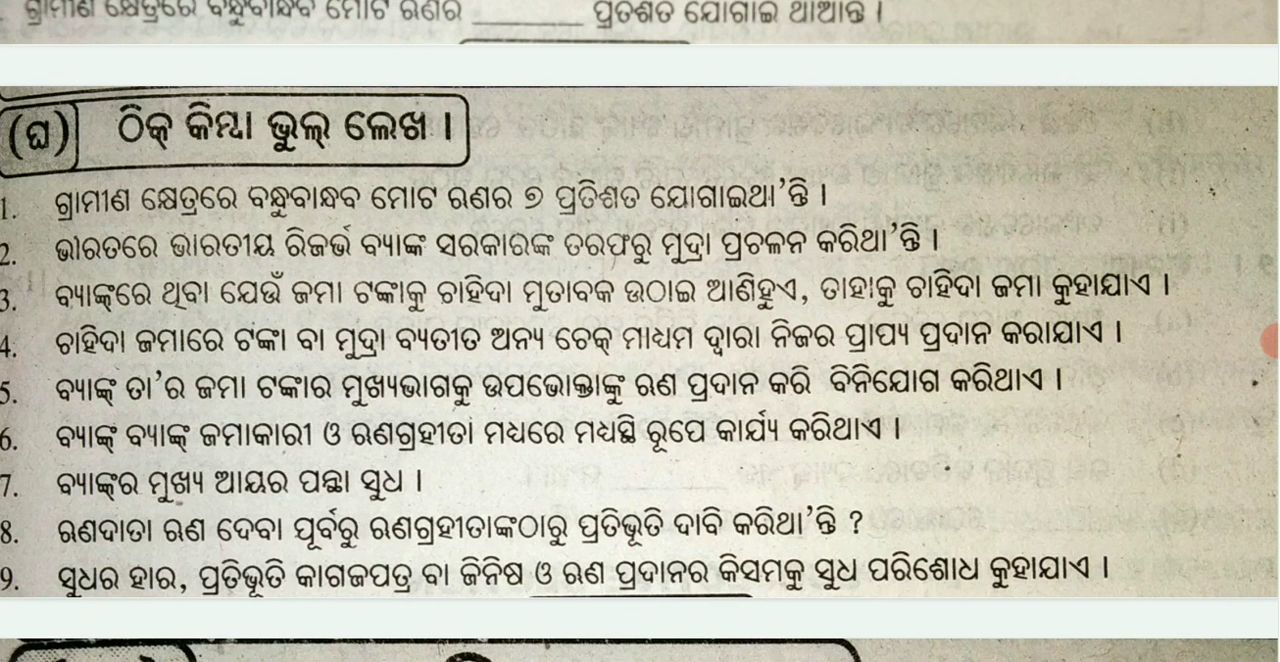 ଗ୍ରାମୀଣ କ୍ଷେତ୍ରରେ ବନ୍ଧୁବାନ୍ଧବ ମୋଟ ଋଣର ________ ପ୍ରତିଶତ ଯୋଗାଇ ଥାଆନ୍ତି ।
(ଘ) ଠିକ୍ କିମ୍ବା ଭୁଲ୍ ଲେଖ ।
1. ଗ୍ରାମୀଣ କ୍ଷେତ୍ରରେ ବନ୍ଧୁବାନ୍ଧବ ମୋଟ ଋଣର ୭ ପ୍ରତିଶତ ଯୋଗାଇଥା'ନ୍ତି ।
2. ଭାରତରେ ଭାରତୀୟ ରିଜର୍ଭ ବ୍ୟାଙ୍କ ସରକାରଙ୍କ ତରଫରୁ ମୁଦ୍ରା ପ୍ରଚଳନ କରିଥା'ନ୍ତି ।
3. ବ୍ୟାଙ୍କ୍‌ରେ ଥିବା ଯେଉଁ ଜମା ଟଙ୍କାକୁ ଚାହିଦା ମୁତାବକ ଉଠାଇ ଆଣିହୁଏ, ତାହାକୁ ଚାହିଦା ଜମା କୁହାଯାଏ ।
4. ଚାହିଦା ଜମାରେ ଟଙ୍କା ବା ମୁଦ୍ରା ବ୍ୟତୀତ ଅନ୍ୟ ଚେକ୍ ମାଧ୍ୟମ ଦ୍ୱାରା ନିଜର ପ୍ରାପ୍ୟ ପ୍ରଦାନ କରାଯାଏ ।
5. ବ୍ୟାଙ୍କ୍ ତା'ର ଜମା ଟଙ୍କାର ମୁଖ୍ୟଭାଗକୁ ଉପଭୋକ୍ତାଙ୍କୁ ଋଣ ପ୍ରଦାନ କରି ବିନିଯୋଗ କରିଥାଏ ।
6. ବ୍ୟାଙ୍କ୍ ବ୍ୟାଙ୍କ୍ ଜମାକାରୀ ଓ ଋଣଗ୍ରହୀତା ମଧ୍ୟରେ ମଧ୍ୟସ୍ଥି ରୂପେ କାର୍ଯ୍ୟ କରିଥାଏ ।
7. ବ୍ୟାଙ୍କ୍‌ର ମୁଖ୍ୟ ଆୟର ପନ୍ଥା ସୁଧ ।
8. ଋଣଦାତା ଋଣ ଦେବା ପୂର୍ବରୁ ଋଣଗ୍ରହୀତାଙ୍କଠାରୁ ପ୍ରତିଭୂତି ଦାବି କରିଥା'ନ୍ତି ?
9. ସୁଧର ହାର, ପ୍ରତିଭୂତି କାଗଜପତ୍ର ବା ଜିନିଷ ଓ ଋଣ ପ୍ରଦାନର କିସମକୁ ସୁଧ ପରିଶୋଧ କୁହାଯାଏ ।